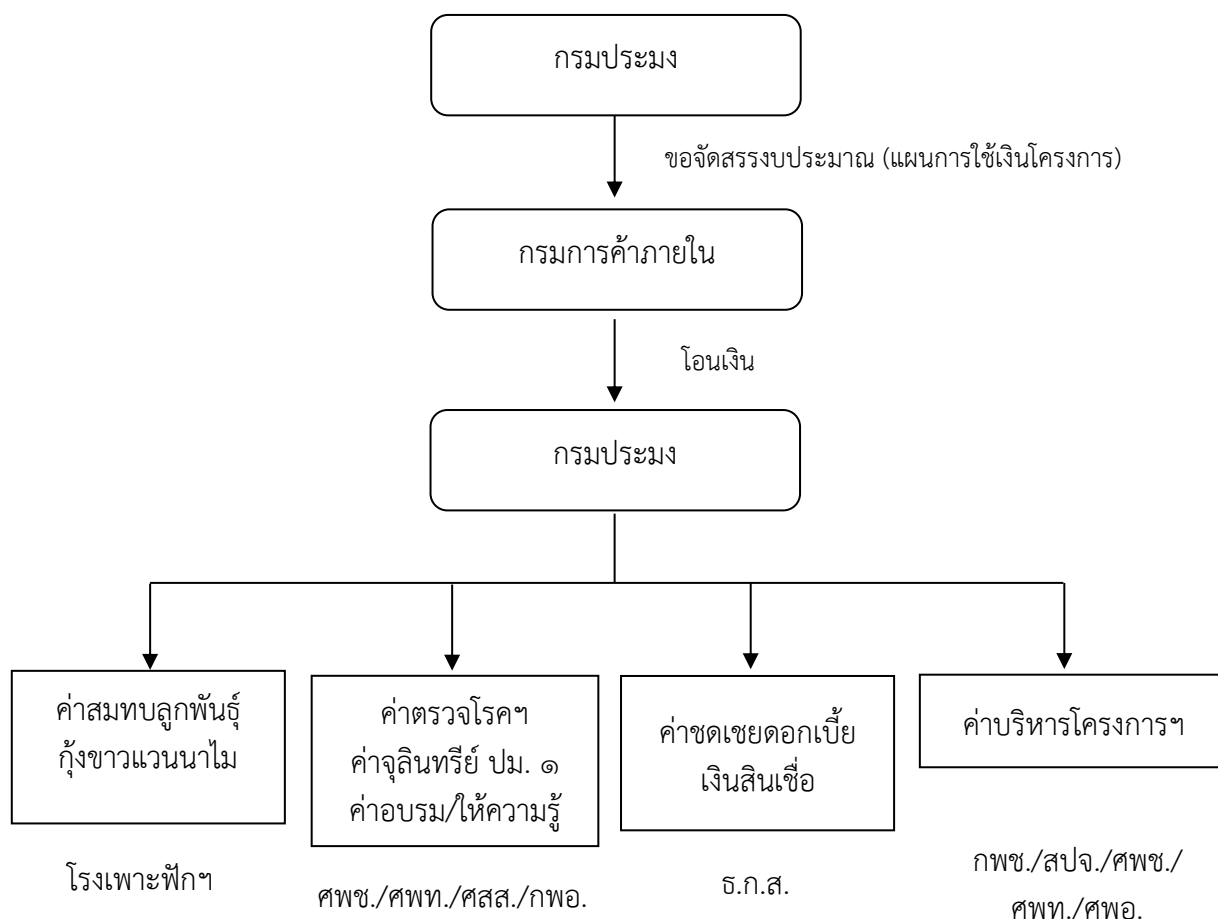 กรมประมง
ขอจัดสรรงบประมาณ (แผนการใช้เงินโครงการ)
กรมการค้าภายใน
โอนเงิน
กรมประมง
ค่าสมทบลูกพันธุ์
กุ้งขาวแวนนาไม
ค่าตรวจโรคฯ
ค่าจุลินทรีย์ ปม. ๑
ค่าอบรม/ให้ความรู้
ค่าชดเชยดอกเบี้ย
เงินสินเชื่อ
ค่าบริหารโครงการฯ
โรงเพาะฟักฯ
ศพช./ศพท./ศสส./กพอ.
ธ.ก.ส.
กพช./สปจ./ศพช./
ศพท./ศพอ.